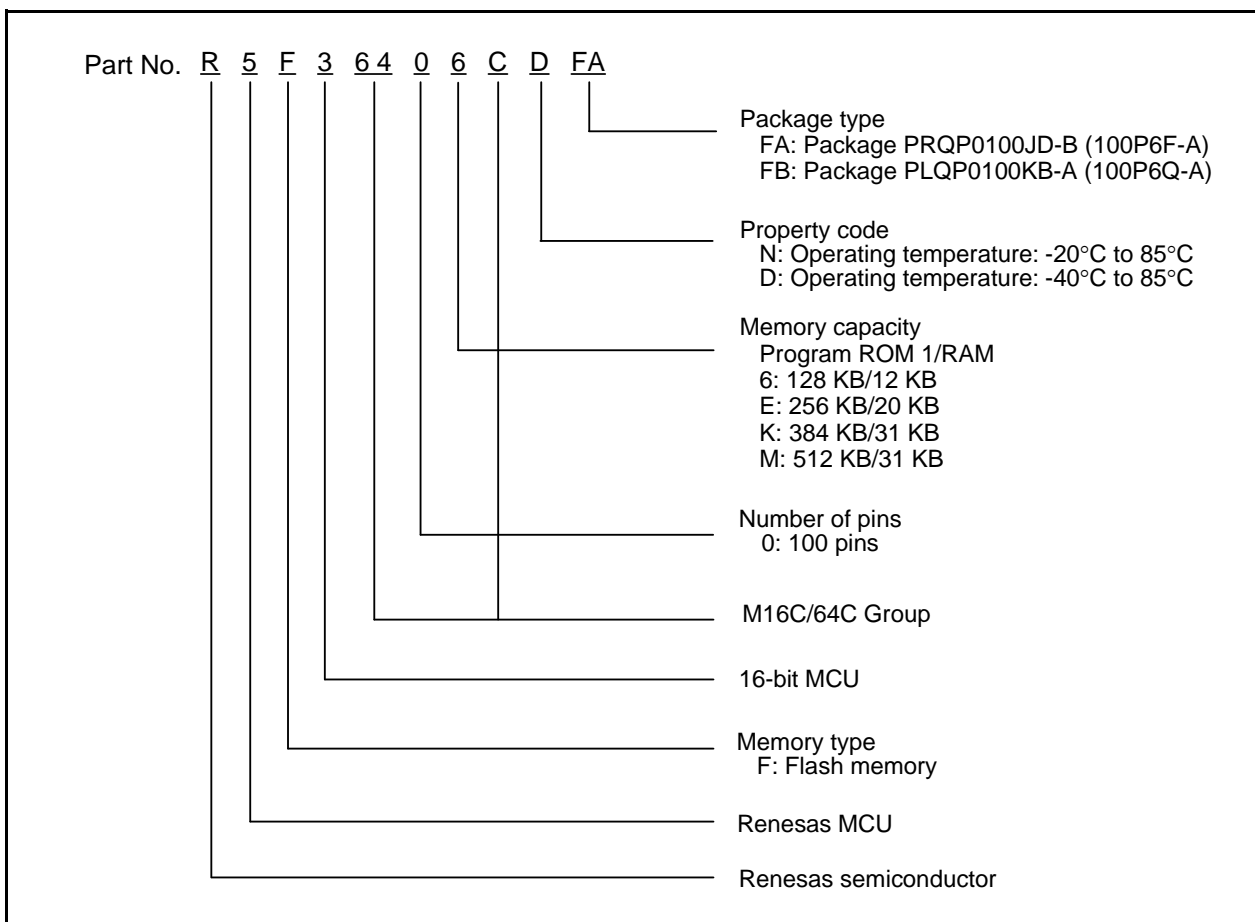 Part No. R 5 F 3 64 0 6 C D FA
Package type
FA: Package PRQP0100JD-B (100P6F-A)
FB: Package PLQP0100KB-A (100P6Q-A)
Property code
N: Operating temperature: -20°C to 85°C
D: Operating temperature: -40°C to 85°C
Memory capacity
Program ROM 1/RAM
6: 128 KB/12 KB
E: 256 KB/20 KB
K: 384 KB/31 KB
M: 512 KB/31 KB
Number of pins
0: 100 pins
M16C/64C Group
16-bit MCU
Memory type
F: Flash memory
Renesas MCU
Renesas semiconductor